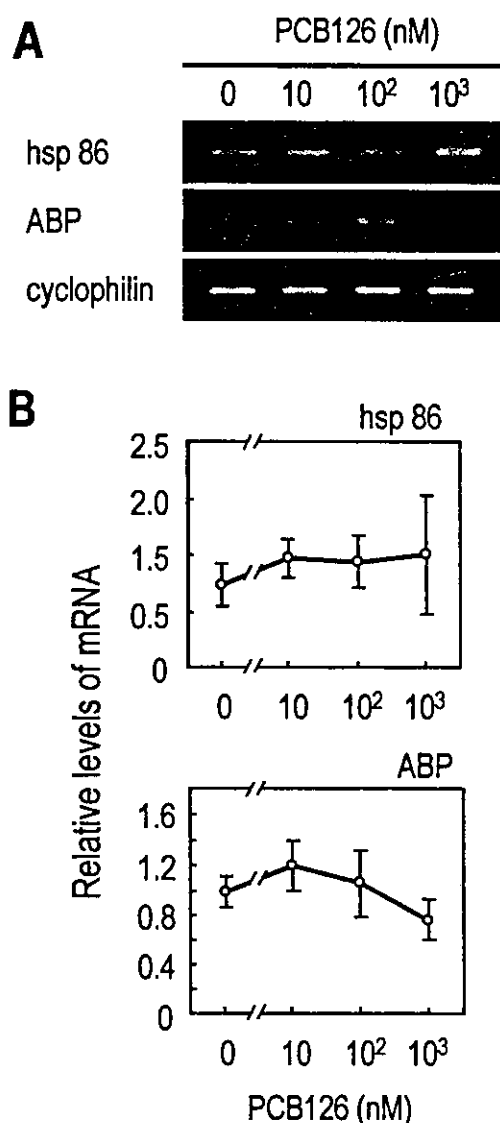 A
PCB126 (nM)
0 10 10² 10³
hsp 86
ABP
cyclophilin
B
hsp 86
2.5
2.0
1.5
0.5
0
0 10 10² 10³
Relative levels of mRNA
ABP
1.6
1.2
0.8
0.4
0
0 10 10² 10³
PCB126 (nM)